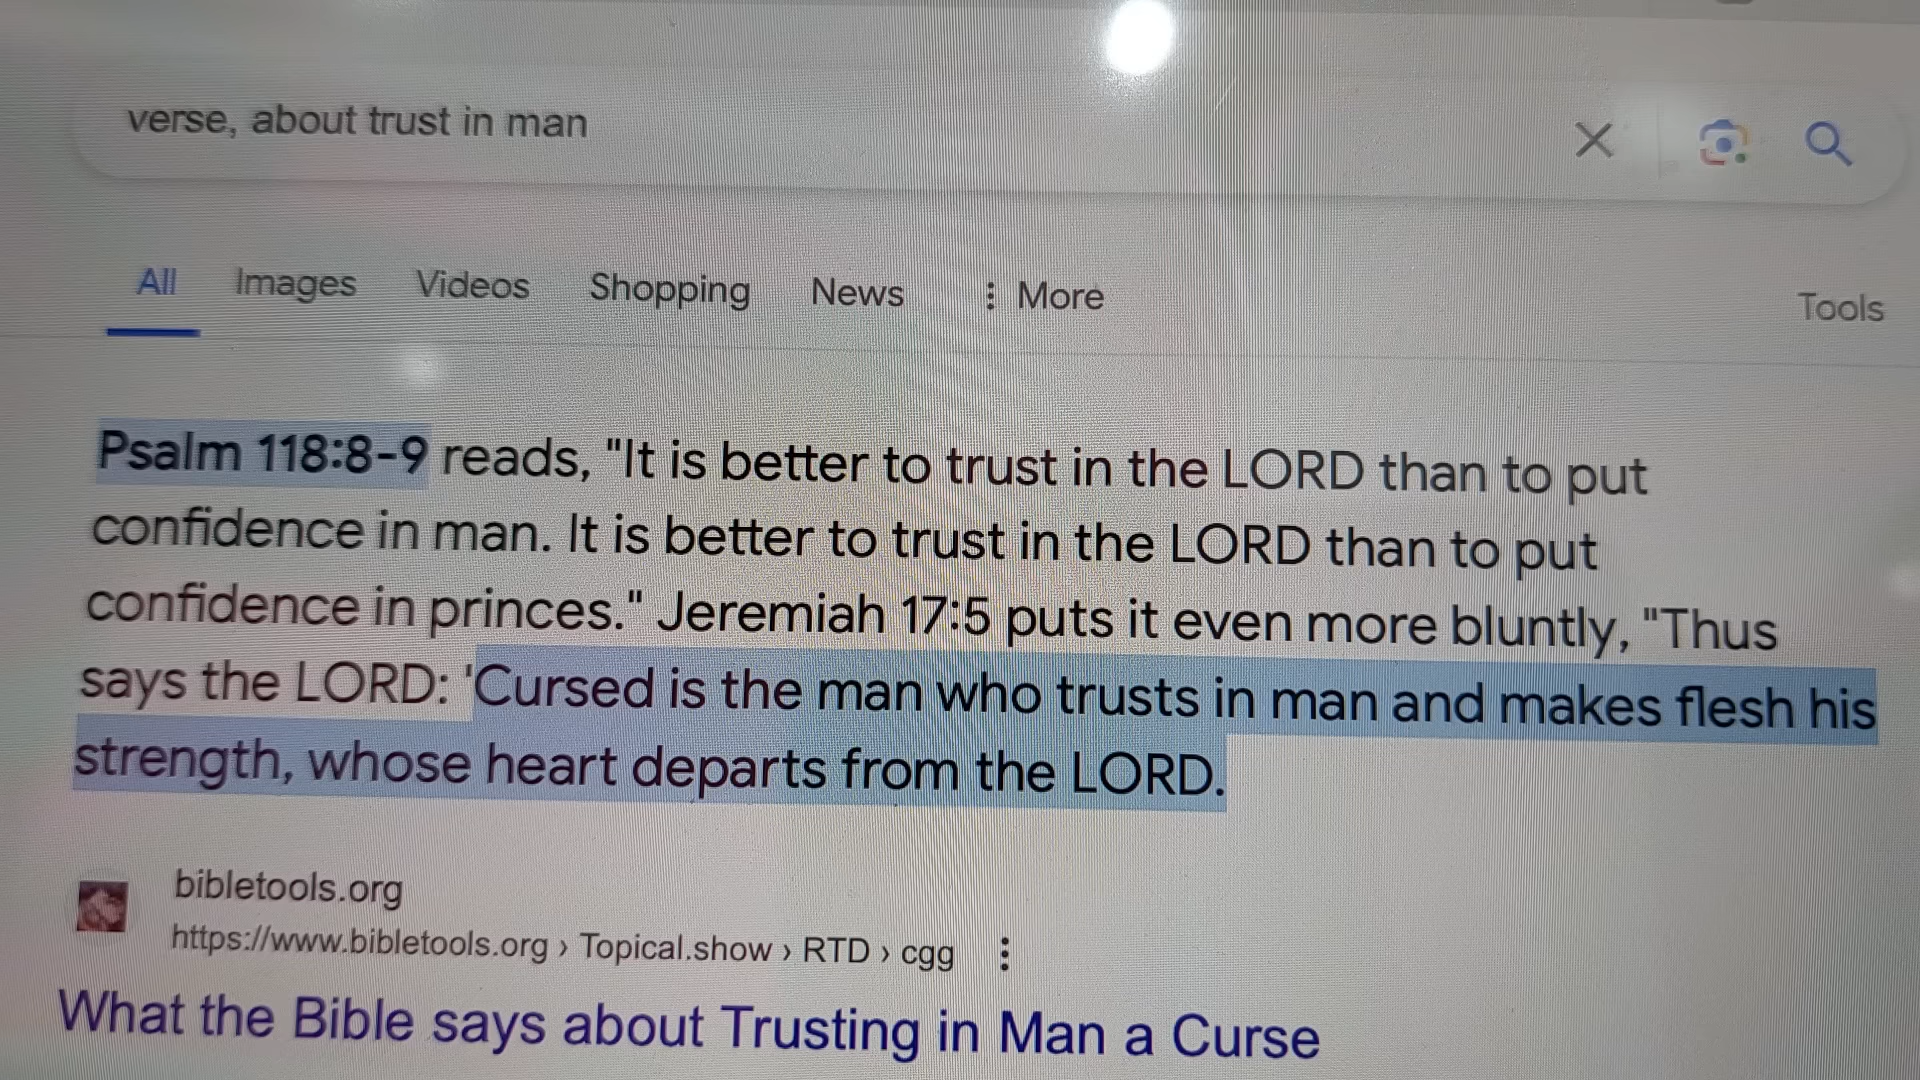 verse, about trust in man
All Images Videos Shopping News More Tools
Psalm 118:8-9 reads, "It is better to trust in the LORD than to put
confidence in man. It is better to trust in the LORD than to put
confidence in princes." Jeremiah 17:5 puts it even more bluntly, "Thus
says the LORD: 'Cursed is the man who trusts in man and makes flesh his
strength, whose heart departs from the LORD.
bibletools.org
https://www.bibletools.org › Topical.show › RTD › cgg
What the Bible says about Trusting in Man a Curse